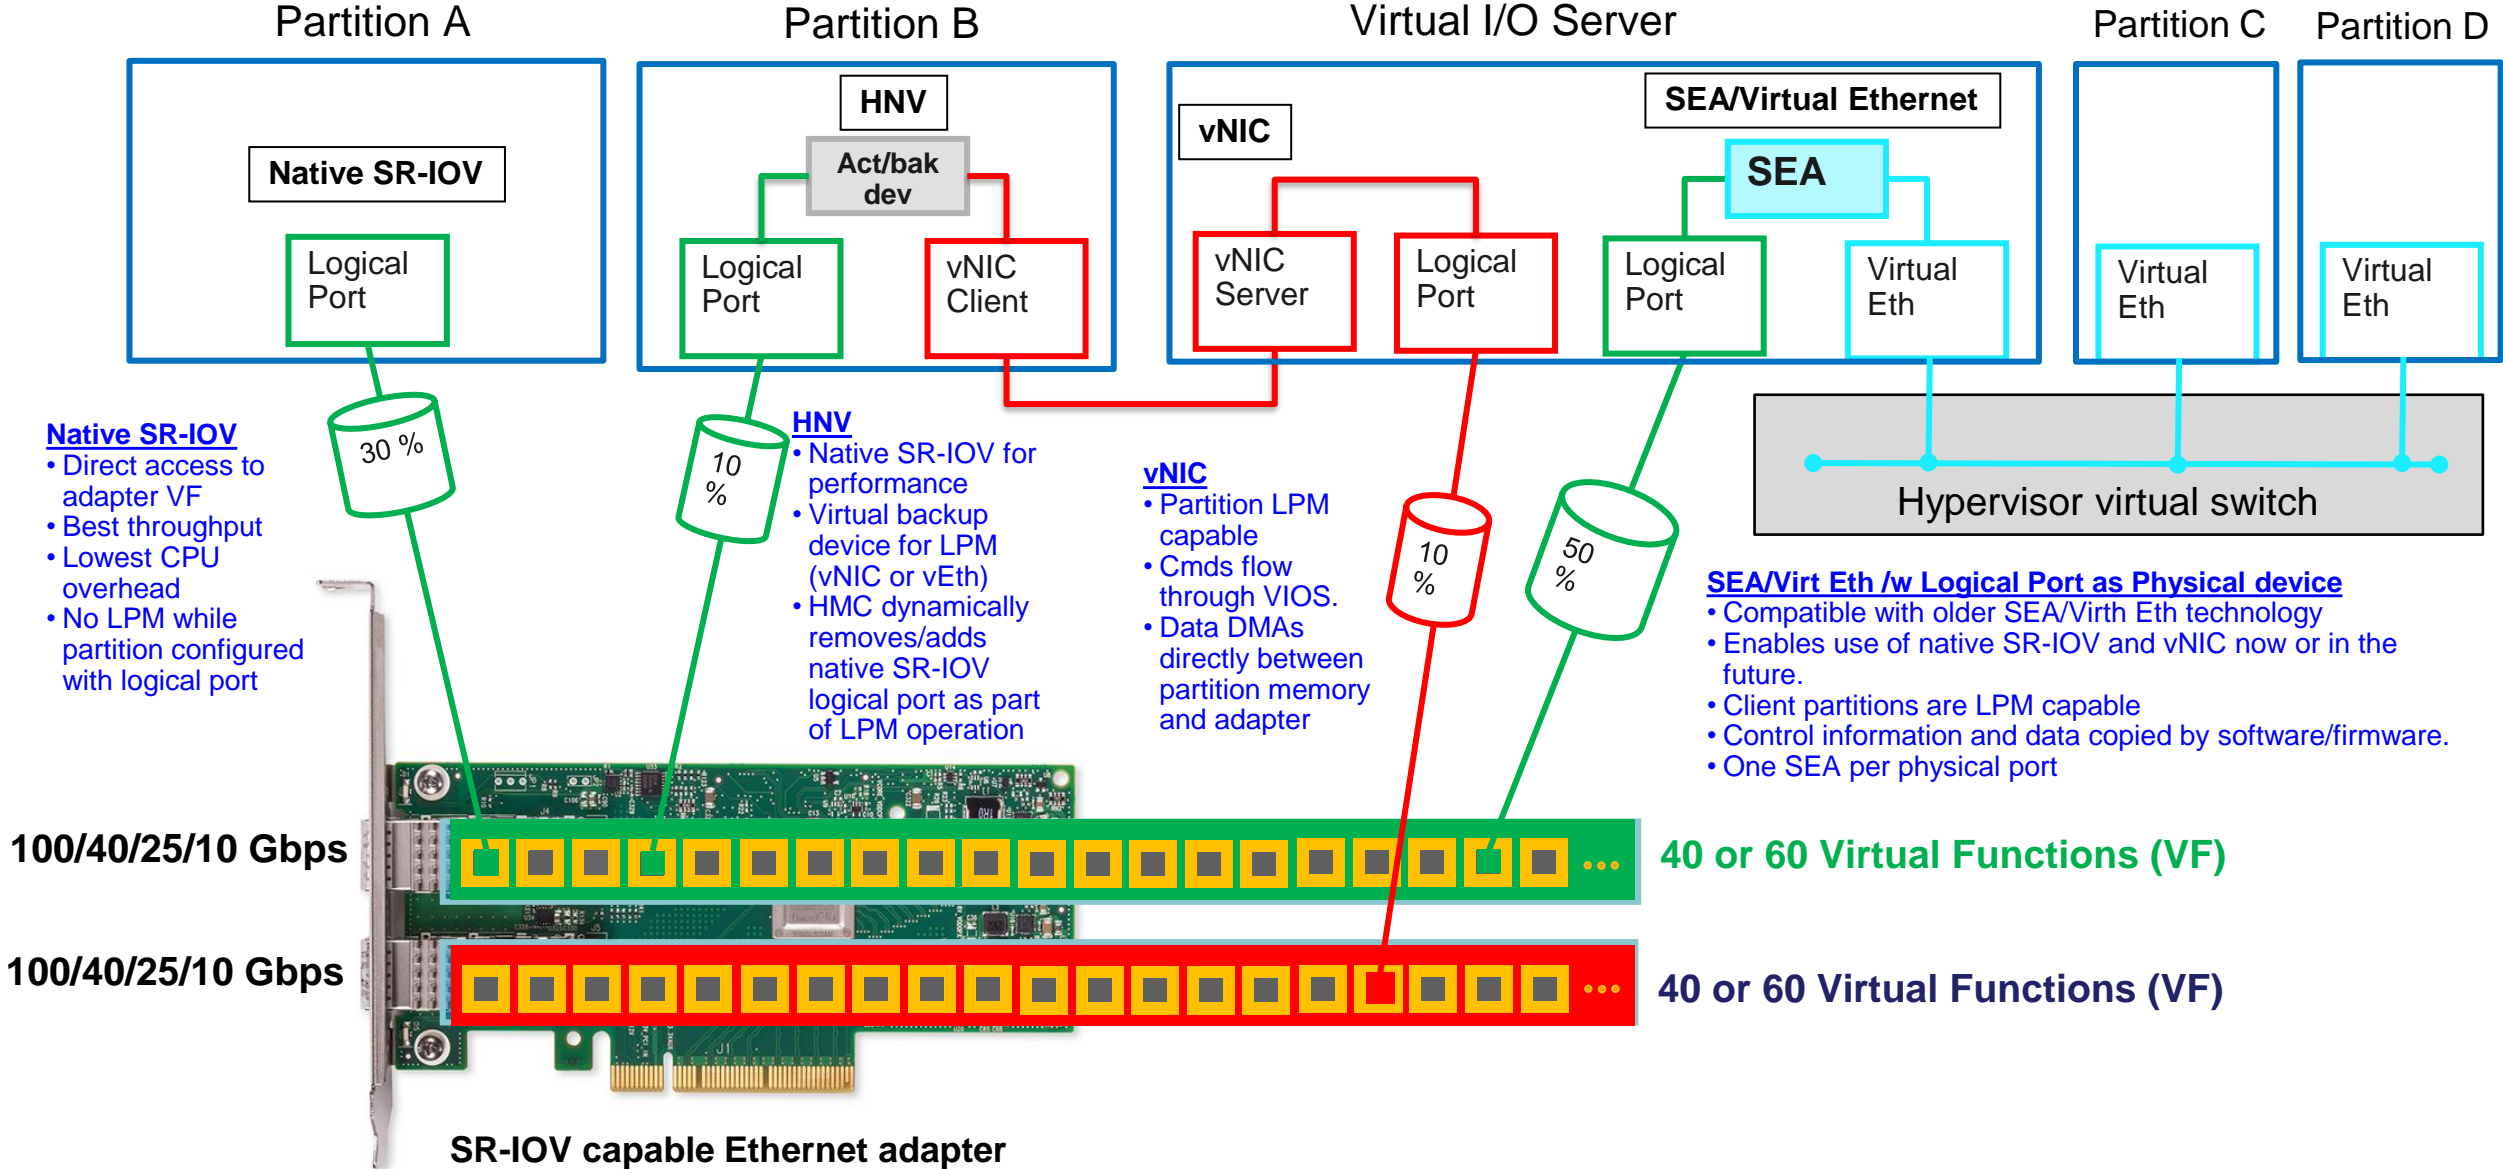 Partition A
Partition B
Virtual I/O Server
Partition C
Partition D
Native SR-IOV
Logical
Port
HNV
Act/bak
dev
Logical
Port
vNIC
Client
vNIC
vNIC
Server
Logical
Port
SEA/Virtual Ethernet
SEA
Logical
Port
Virtual
Eth
Virtual
Eth
Virtual
Eth
Hypervisor virtual switch
30 %
10
%
10
%
50
%
Native SR-IOV
• Direct access to
adapter VF
• Best throughput
• Lowest CPU
overhead
• No LPM while
partition configured
with logical port
HNV
• Native SR-IOV for
performance
• Virtual backup
device for LPM
(vNIC or vEth)
• HMC dynamically
removes/adds
native SR-IOV
logical port as part
of LPM operation
vNIC
• Partition LPM
capable
• Cmds flow
through VIOS.
• Data DMAs
directly between
partition memory
and adapter
SEA/Virt Eth /w Logical Port as Physical device
• Compatible with older SEA/Virth Eth technology
• Enables use of native SR-IOV and vNIC now or in the
future.
• Client partitions are LPM capable
• Control information and data copied by software/firmware.
• One SEA per physical port
100/40/25/10 Gbps
40 or 60 Virtual Functions (VF)
100/40/25/10 Gbps
40 or 60 Virtual Functions (VF)
J4
J5
J1
SR-IOV capable Ethernet adapter